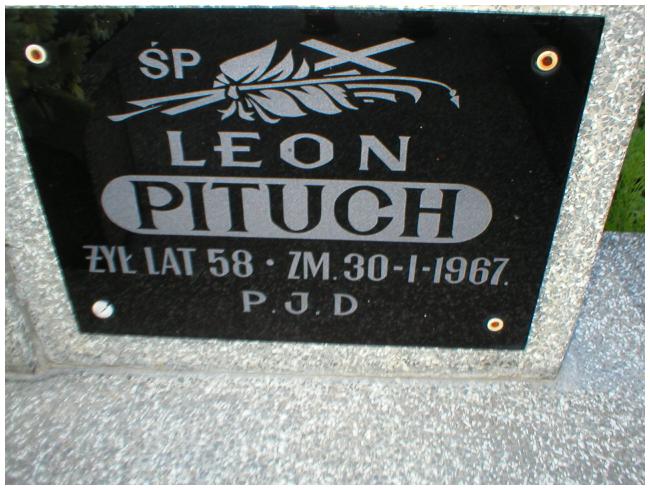 ŚP
LEON
PITUCH
ŻYŁ LAT 58 · ZM. 30-I-1967.
P. J. D